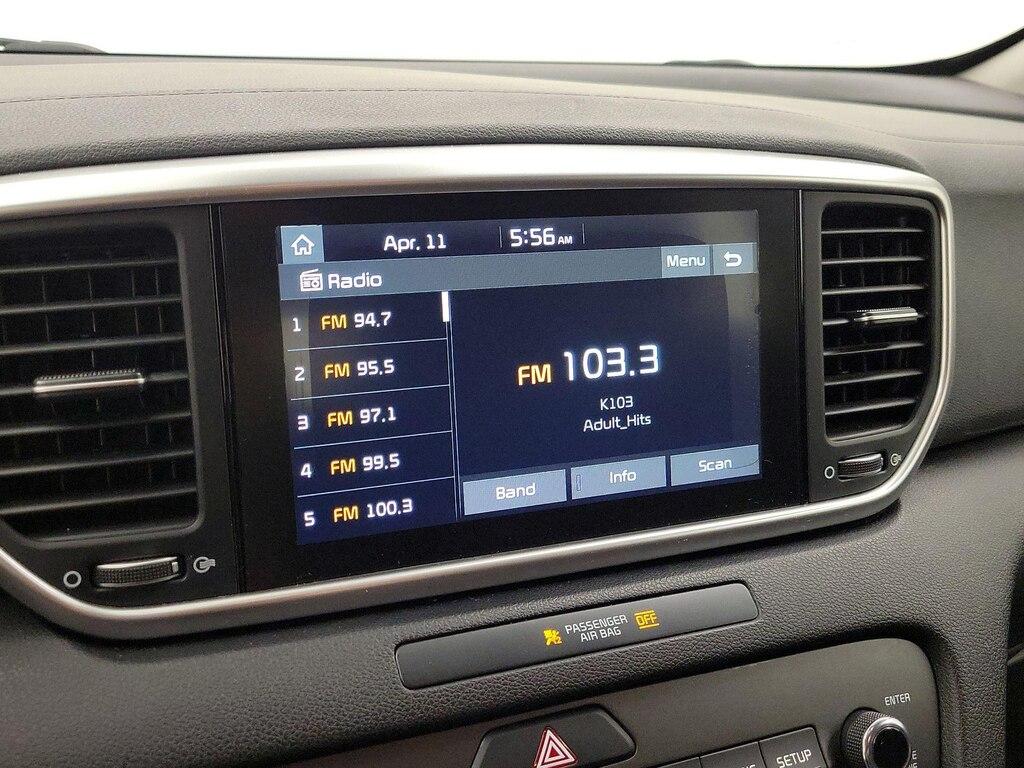 Apr. 11
5:56 AM
Radio
Menu
1 FM 94.7
2 FM 95.5
3 FM 97.1
4 FM 99.5
5 FM 100.3
FM 103.3
K103
Adult_Hits
Band
Info
Scan
PASSENGER
AIR BAG
OFF
ENTER
SETUP